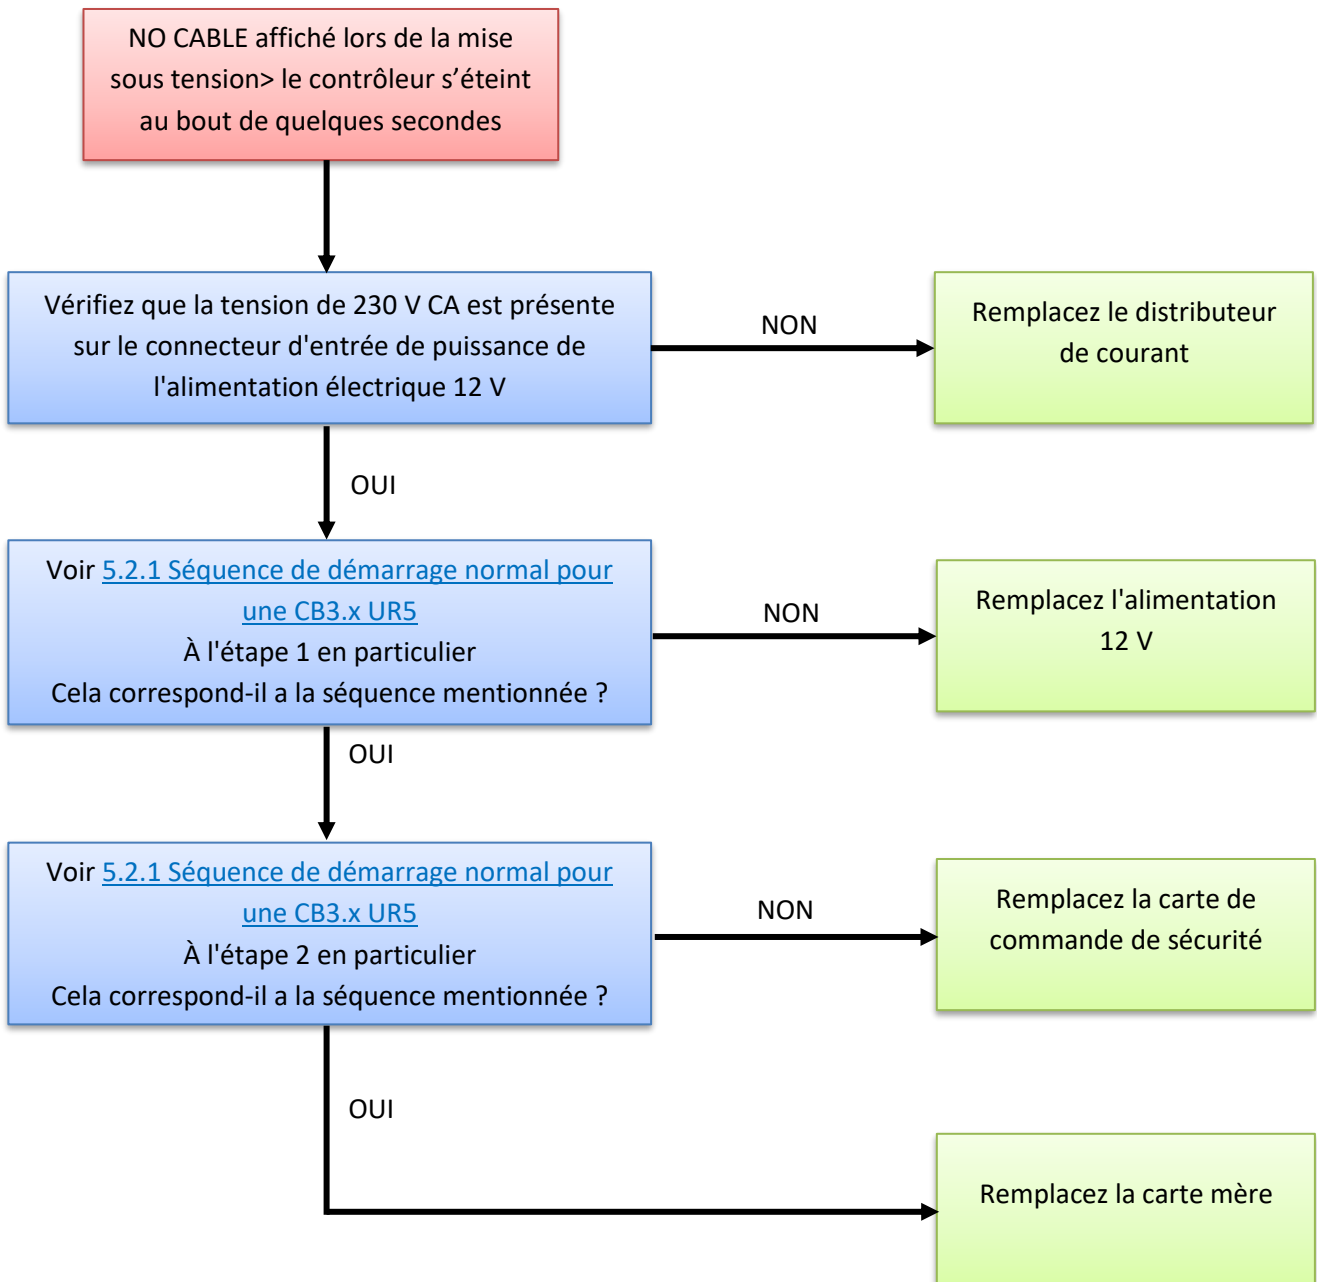 NO CABLE affiché lors de la mise
sous tension> le contrôleur s’éteint
au bout de quelques secondes
Vérifiez que la tension de 230 V CA est présente
sur le connecteur d'entrée de puissance de
l'alimentation électrique 12 V
NON
Remplacez le distributeur
de courant
OUI
Voir 5.2.1 Séquence de démarrage normal pour
une CB3.x UR5
À l'étape 1 en particulier
Cela correspond-il a la séquence mentionnée ?
NON
Remplacez l'alimentation
12 V
OUI
Voir 5.2.1 Séquence de démarrage normal pour
une CB3.x UR5
À l'étape 2 en particulier
Cela correspond-il a la séquence mentionnée ?
NON
Remplacez la carte de
commande de sécurité
OUI
Remplacez la carte mère